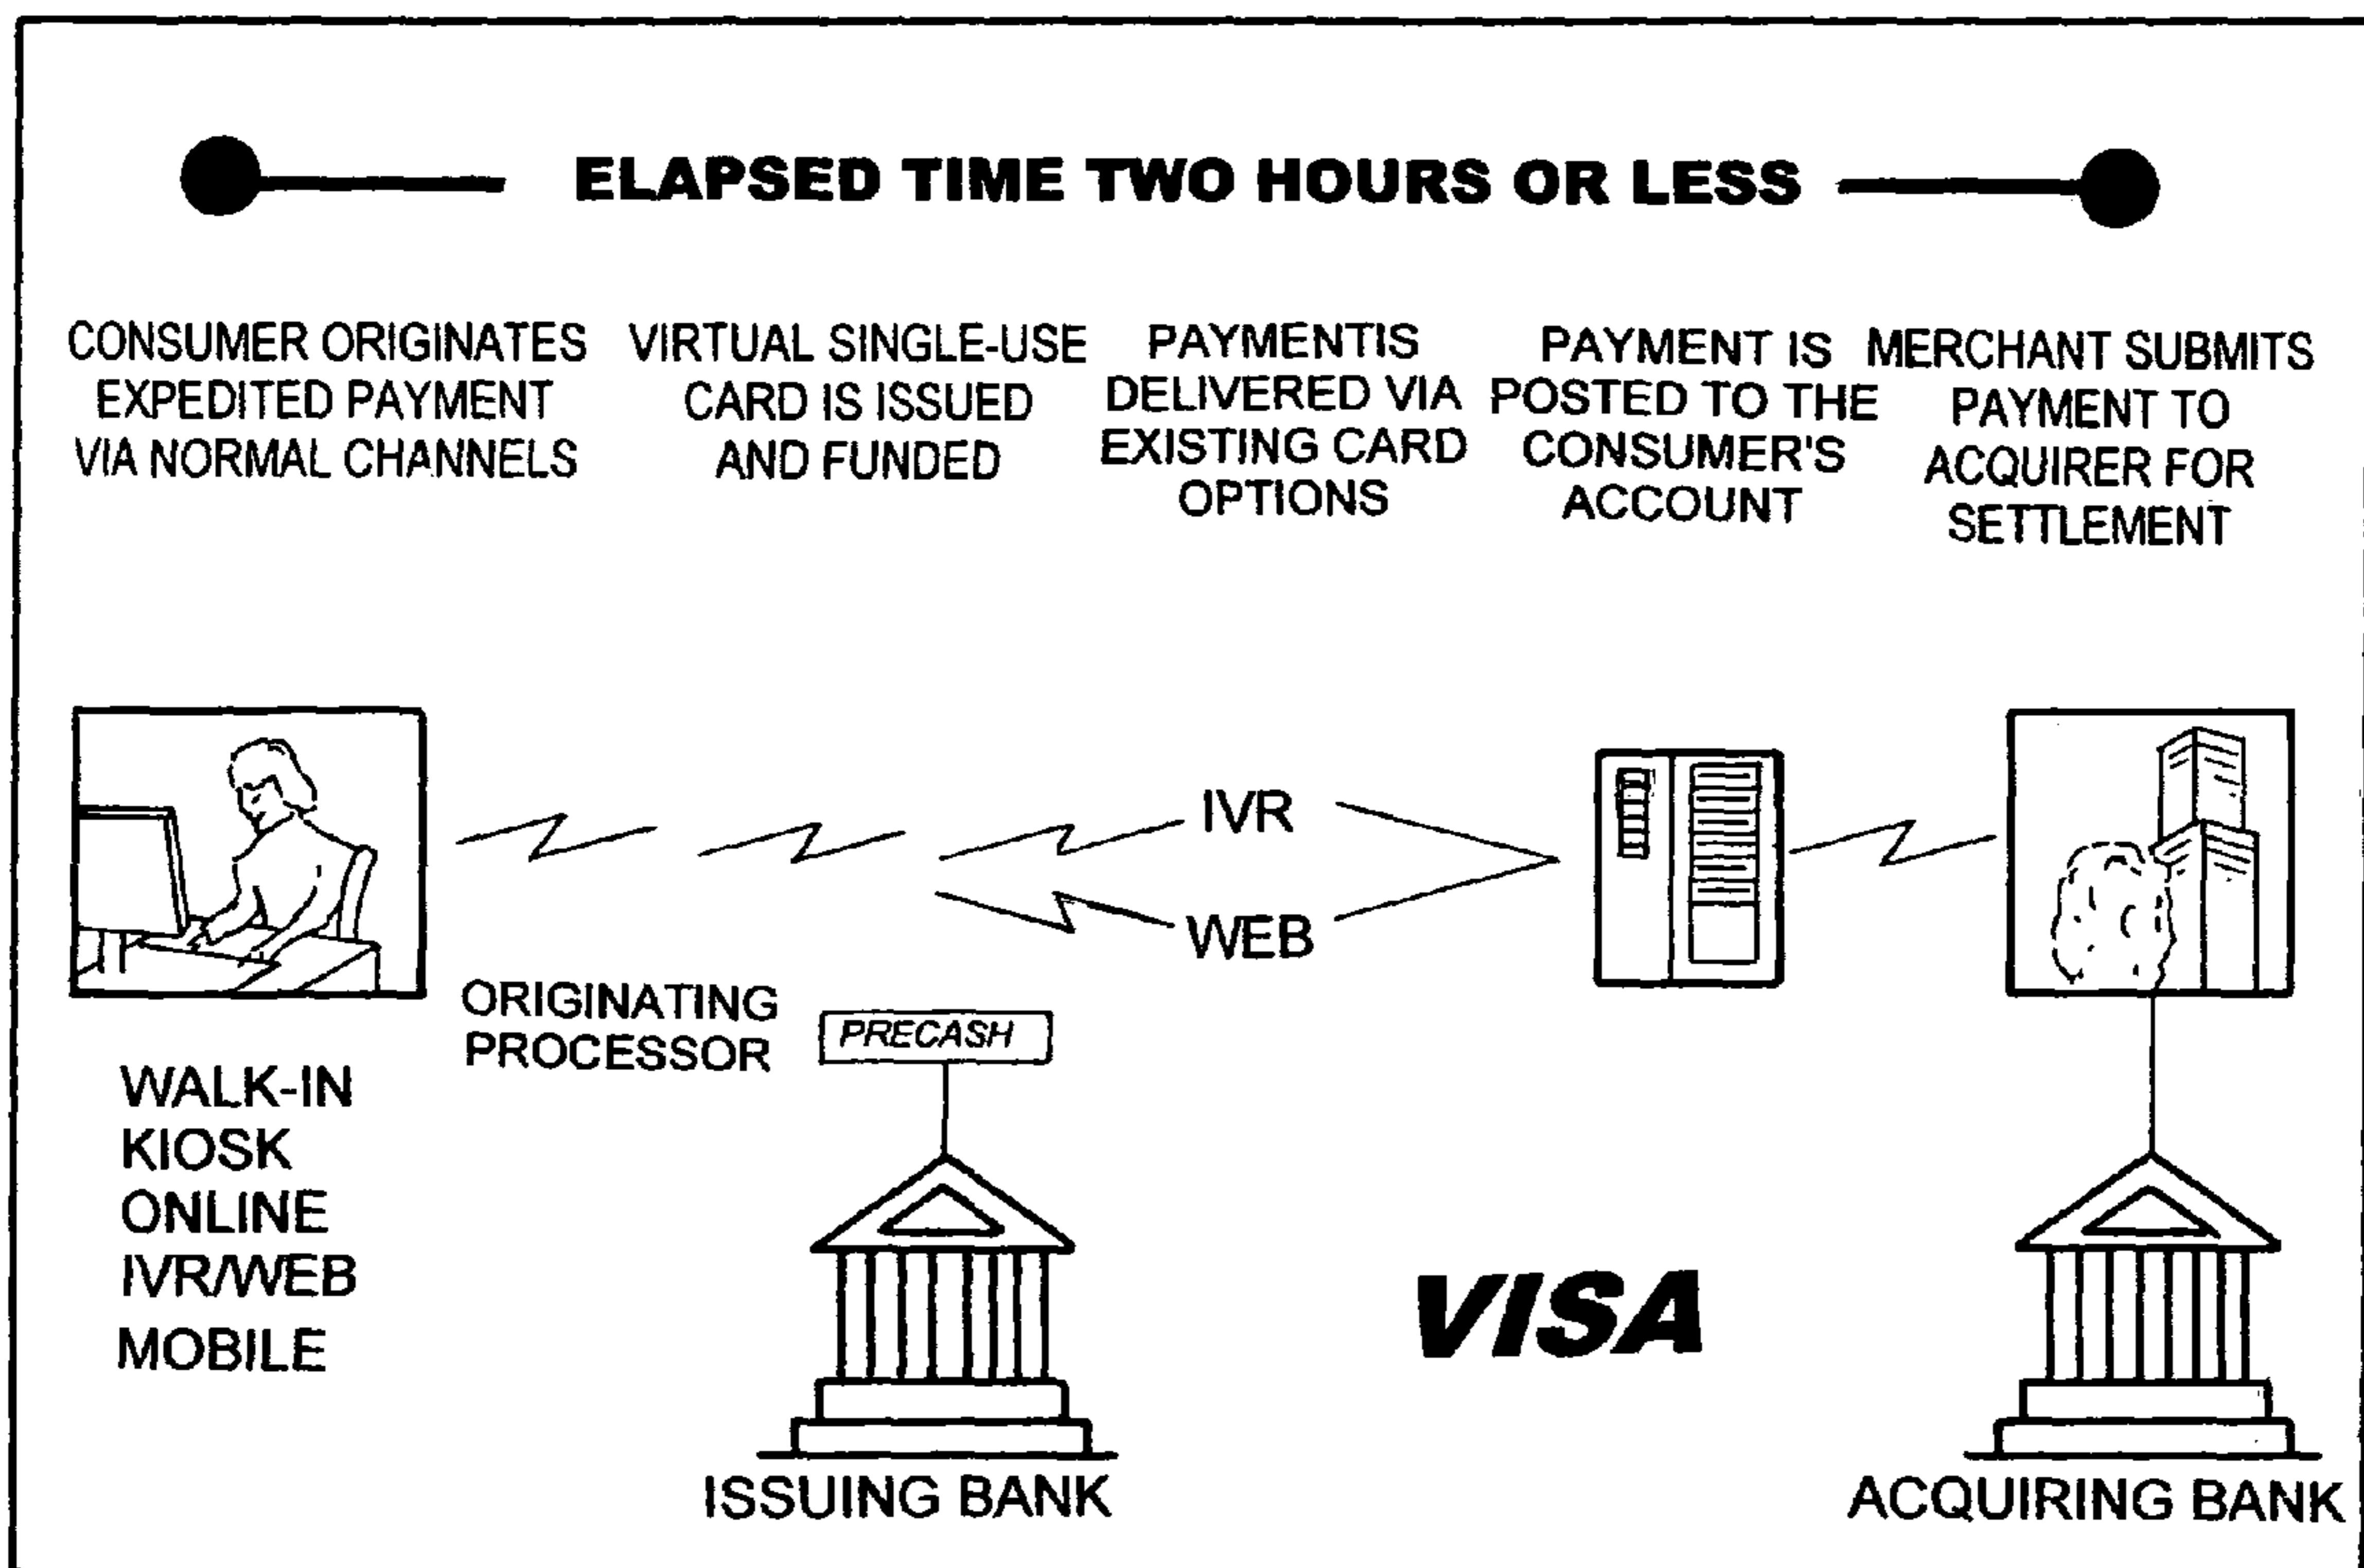 ELAPSED TIME TWO HOURS OR LESS
CONSUMER ORIGINATES
EXPEDITED PAYMENT
VIA NORMAL CHANNELS
VIRTUAL SINGLE-USE
CARD IS ISSUED
AND FUNDED
PAYMENTIS
DELIVERED VIA
EXISTING CARD
OPTIONS
PAYMENT IS
POSTED TO THE
CONSUMER'S
ACCOUNT
MERCHANT SUBMITS
PAYMENT TO
ACQUIRER FOR
SETTLEMENT
IVR
WEB
ORIGINATING
PROCESSOR
PRECASH
WALK-IN
KIOSK
ONLINE
IVR/WEB
MOBILE
VISA
ISSUING BANK
ACQUIRING BANK